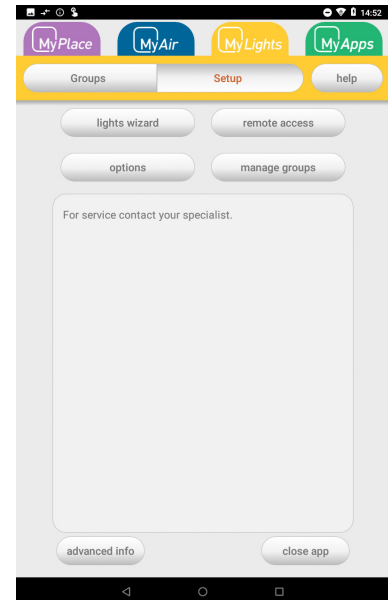 14:52
MyPlace MyAir MyLights MyApps
Groups Setup help
lights wizard remote access
options manage groups
For service contact your specialist.
advanced info close app